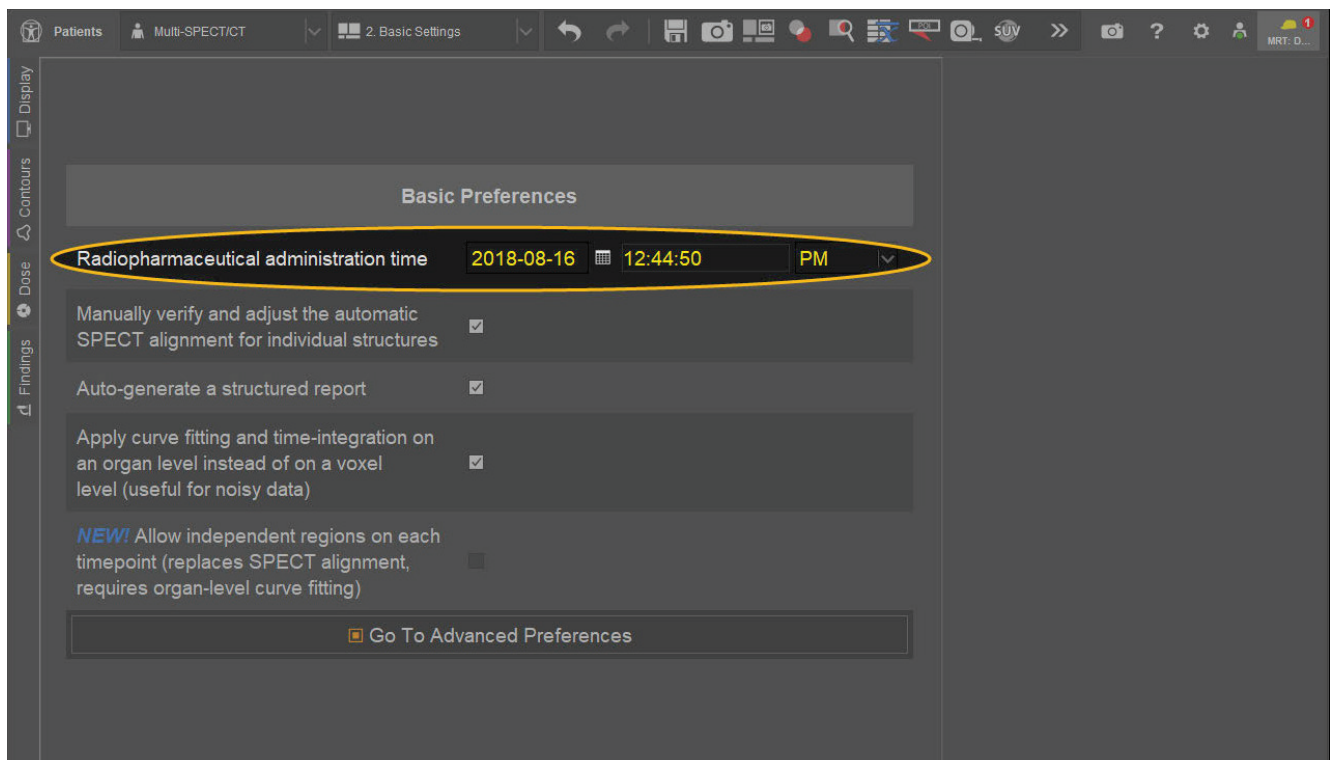 Patients
Multi-SPECT/CT
2. Basic Settings
POI
SUV
?
1
MRT: D...
Display
Contours
Dose
Findings
Basic Preferences
Radiopharmaceutical administration time 2018-08-16 12:44:50 PM
Manually verify and adjust the automatic
SPECT alignment for individual structures
Auto-generate a structured report
Apply curve fitting and time-integration on
an organ level instead of on a voxel
level (useful for noisy data)
NEW! Allow independent regions on each
timepoint (replaces SPECT alignment,
requires organ-level curve fitting)
Go To Advanced Preferences